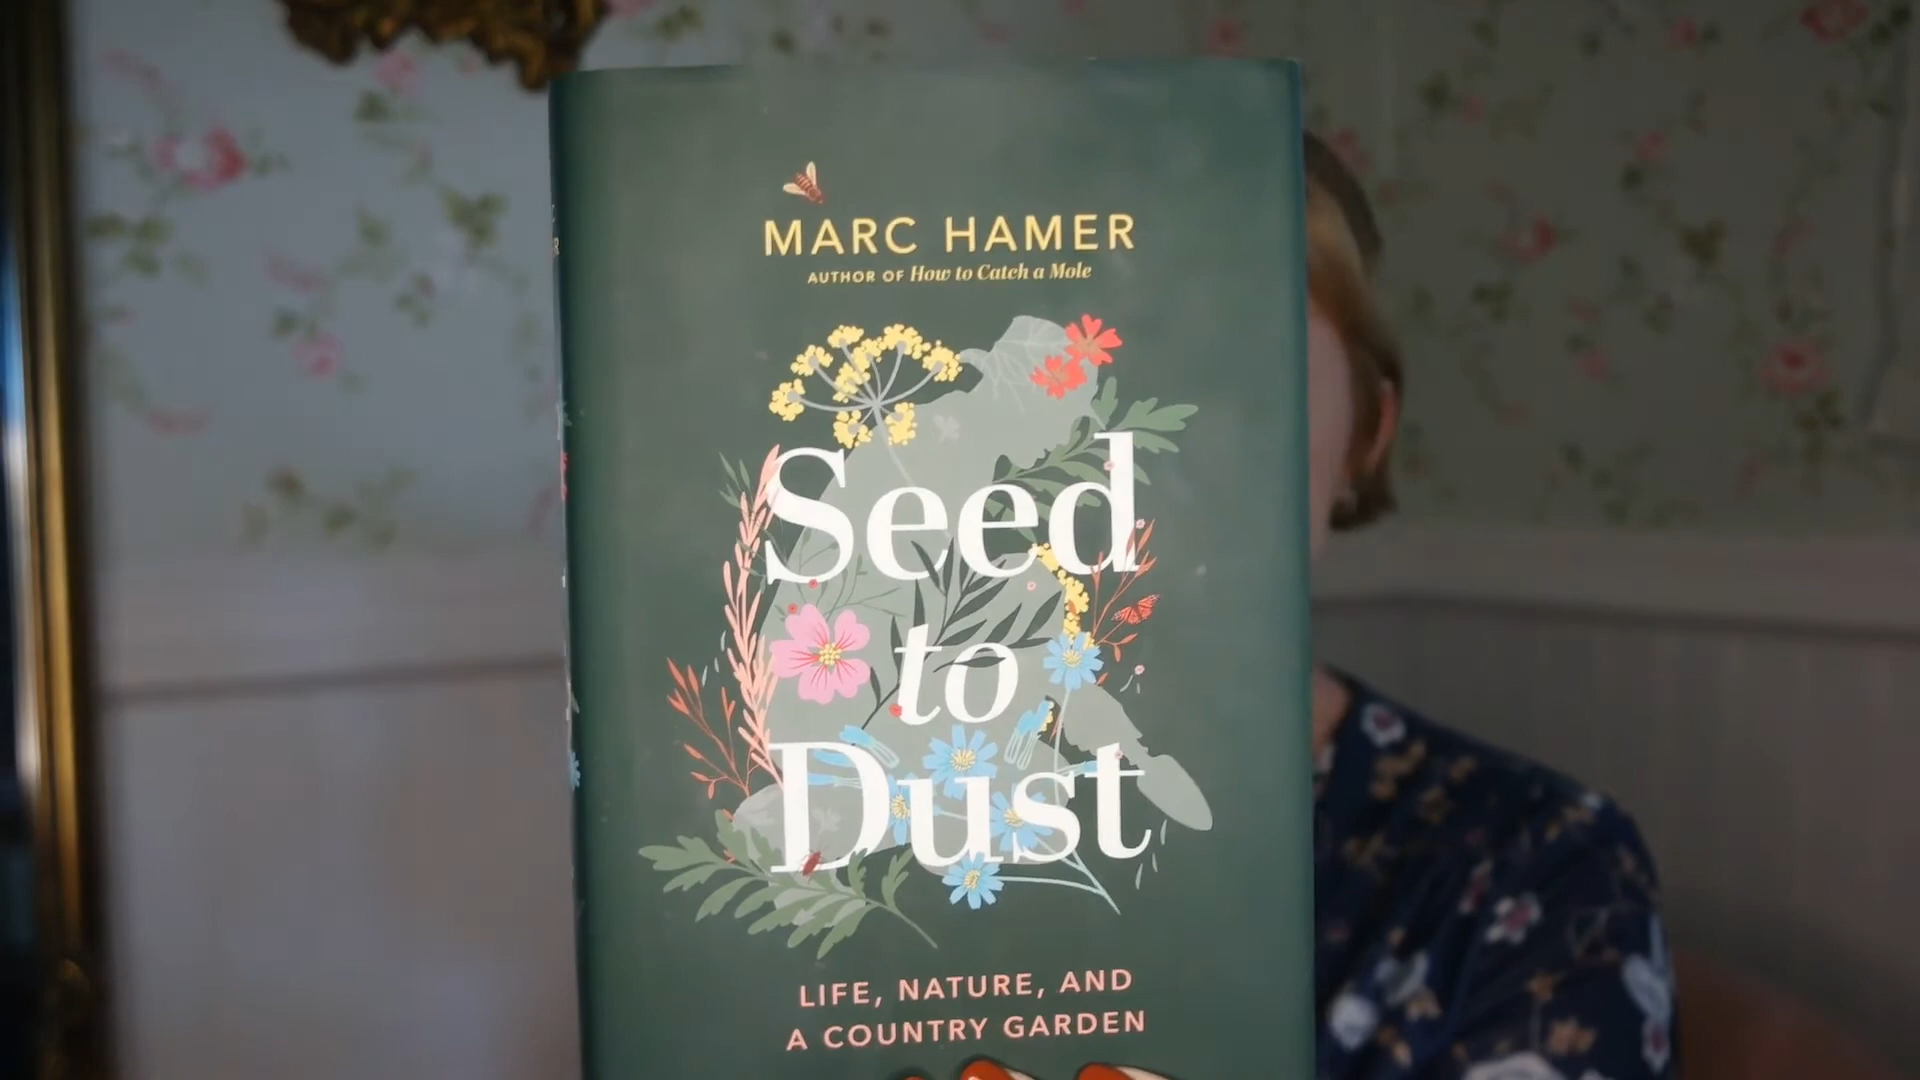 MARC HAMER
AUTHOR OF How to Catch a Mole
Seed
to
Dust
LIFE, NATURE, AND
A COUNTRY GARDEN